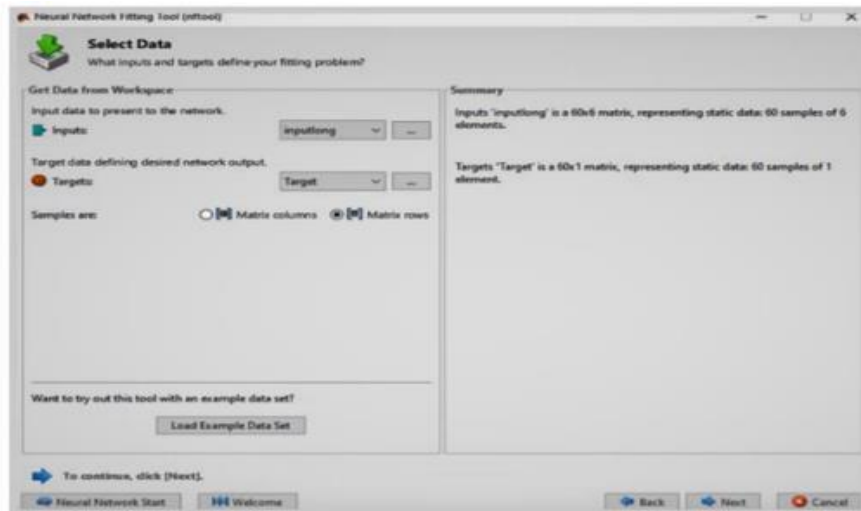 Neural Network Fitting Tool (nftool)
Select Data
What inputs and targets define your fitting problem?
Get Data from Workspace
Input data to present to the network.
Inputs:
inputlong
...
Target data defining desired network output.
Targets:
Target
...
Samples are:
Matrix columns
Matrix rows
Want to try out this tool with an example data set?
Load Example Data Set
Summary
Inputs 'inputlong' is a 60x6 matrix, representing static data: 60 samples of 6
elements.
Targets 'Target' is a 60x1 matrix, representing static data: 60 samples of 1
element.
To continue, click [Next].
Neural Network Start
Welcome
Back
Next
Cancel